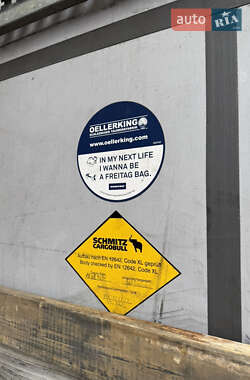 auto RIA
OELLERKING
www.oellerking.com
IN MY NEXT LIFE
I WANNA BE
A FREITAG BAG.
SCHMITZ
CARGOBULL
Aufbau nach EN 12642, Code XL geprüft
Body checked by EN 12642, Code XL